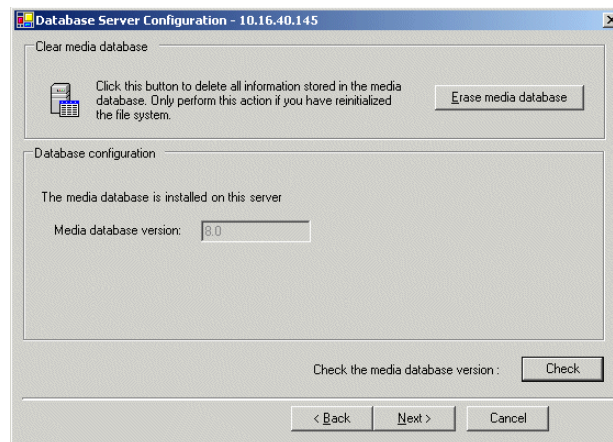 Database Server Configuration - 10.16.40.145
Clear media database
Click this button to delete all information stored in the media
database. Only perform this action if you have reinitialized
the file system.
Erase media database
Database configuration
The media database is installed on this server
Media database version:
8.0
Check the media database version :
Check
< Back
Next >
Cancel